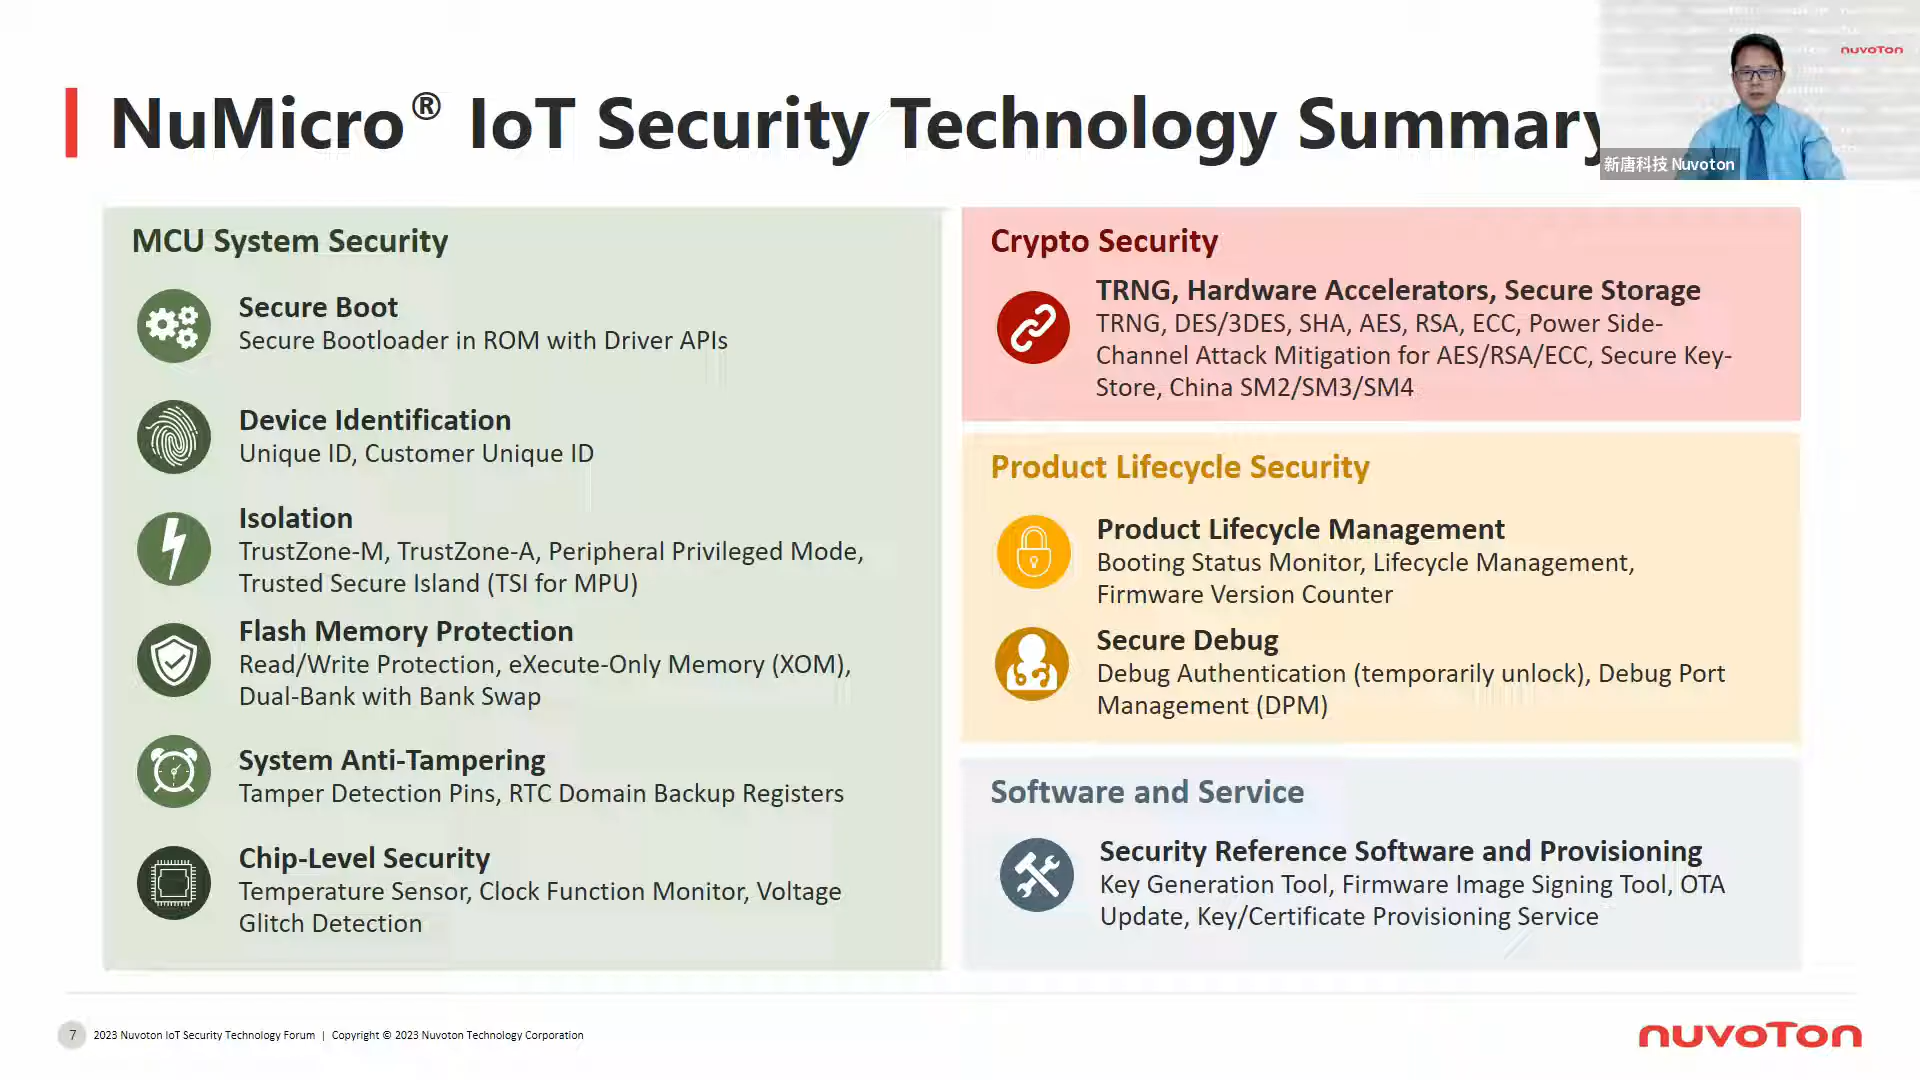 NuMicro® IoT Security Technology Summary
nuvoTon
新唐科技 Nuvoton
MCU System Security
Secure Boot
Secure Bootloader in ROM with Driver APIs
Device Identification
Unique ID, Customer Unique ID
Isolation
TrustZone-M, TrustZone-A, Peripheral Privileged Mode,
Trusted Secure Island (TSI for MPU)
Flash Memory Protection
Read/Write Protection, eXecute-Only Memory (XOM),
Dual-Bank with Bank Swap
System Anti-Tampering
Tamper Detection Pins, RTC Domain Backup Registers
Chip-Level Security
Temperature Sensor, Clock Function Monitor, Voltage
Glitch Detection
Crypto Security
TRNG, Hardware Accelerators, Secure Storage
TRNG, DES/3DES, SHA, AES, RSA, ECC, Power Side-
Channel Attack Mitigation for AES/RSA/ECC, Secure Key-
Store, China SM2/SM3/SM4
Product Lifecycle Security
Product Lifecycle Management
Booting Status Monitor, Lifecycle Management,
Firmware Version Counter
Secure Debug
Debug Authentication (temporarily unlock), Debug Port
Management (DPM)
Software and Service
Security Reference Software and Provisioning
Key Generation Tool, Firmware Image Signing Tool, OTA
Update, Key/Certificate Provisioning Service
7
2023 Nuvoton IoT Security Technology Forum | Copyright © 2023 Nuvoton Technology Corporation
nuvoTon